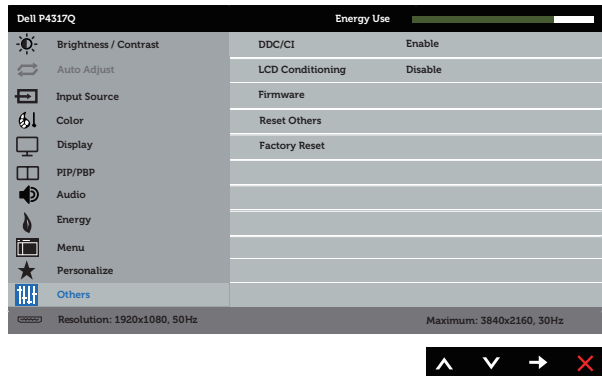 Dell P4317Q Energy Use
Brightness / Contrast DDC/CI Enable
Auto Adjust LCD Conditioning Disable
Input Source Firmware
Color Reset Others
Display Factory Reset
PIP/PBP
Audio
Energy
Menu
Personalize
Others
Resolution: 1920x1080, 50Hz Maximum: 3840x2160, 30Hz